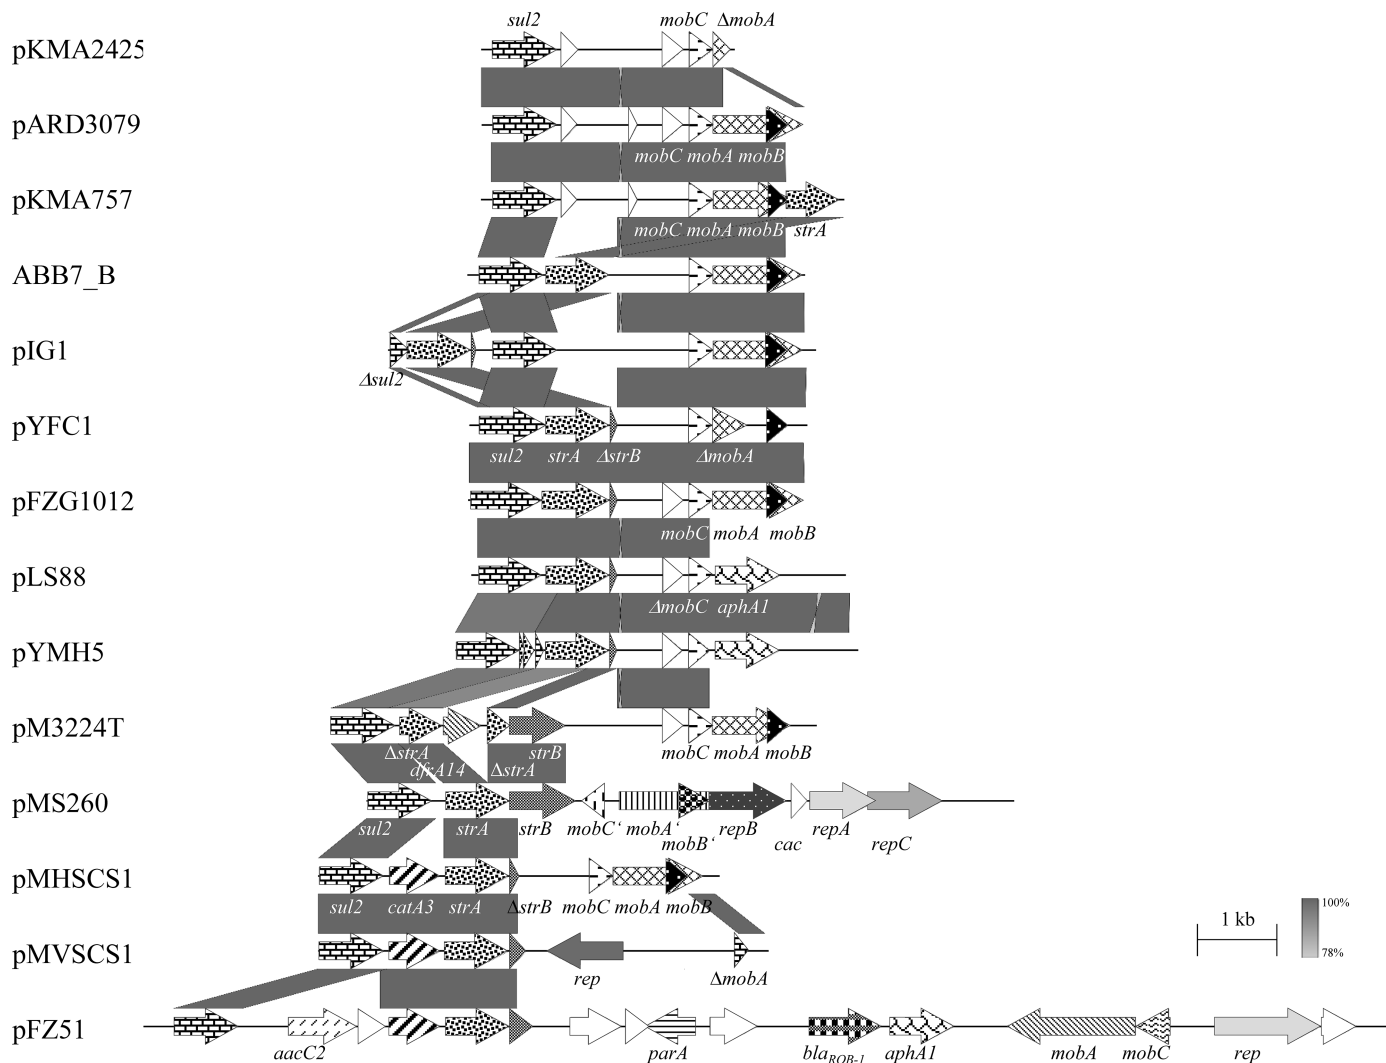 sul2 mobC ΔmobA
pKMA2425
pARD3079
mobC mobA mobB
pKMA757
mobC mobA mobB strA
ABB7_B
pIG1
Δsul2
pYFC1
sul2 strA ΔstrB ΔmobA
pFZG1012
mobC mobA mobB
pLS88
ΔmobC aphA1
pYMH5
pM3224T
ΔstrA strB mobC mobA mobB
dfrA14 ΔstrA
pMS260
sul2 strA strB mobC‘ mobA‘ repB repA
mobB‘ cac repC
pMHSCS1
sul2 catA3 strA ΔstrB mobC mobA mobB
100%
1 kb
78%
pMVSCS1
rep ΔmobA
pFZ51
aacC2 parA blaROB-1 aphA1 mobA mobC rep